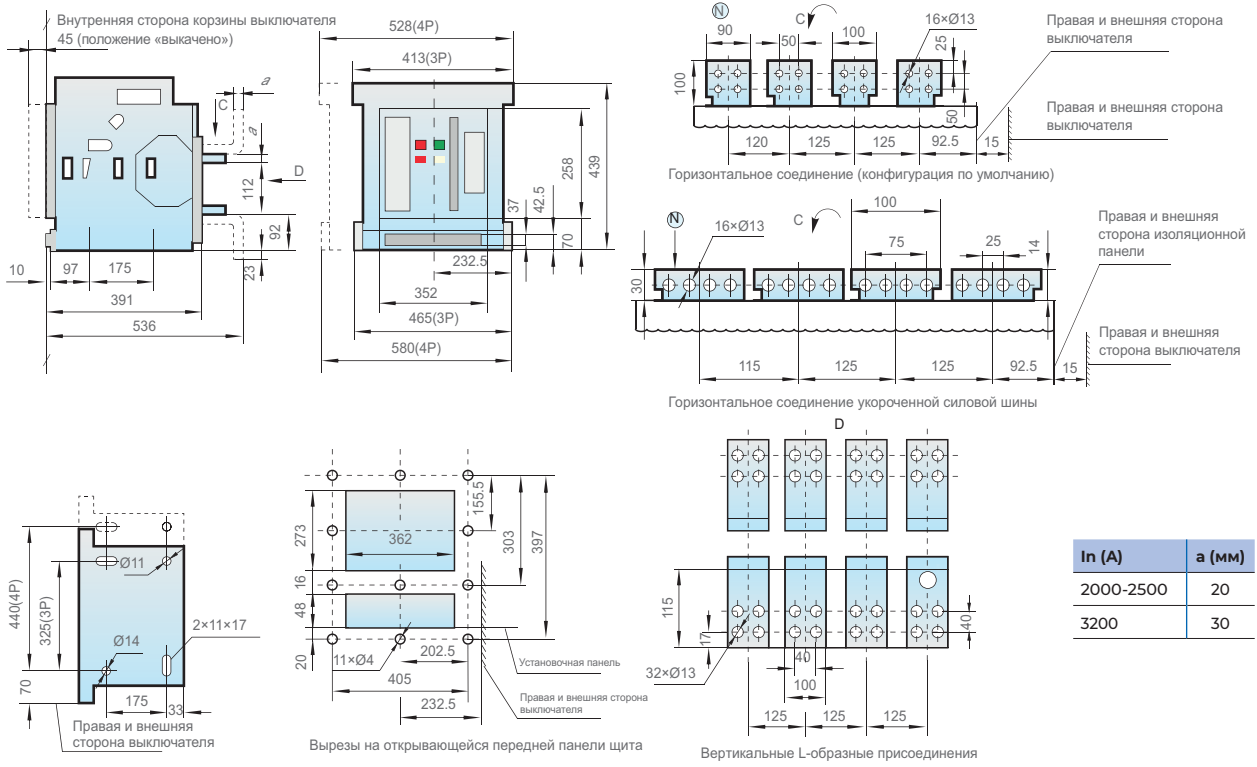 Внутренняя сторона корзины выключателя
45 (положение «выкачено»)
a
C
a
D
112
92
23
10
97
175
391
536
528(4P)
413(3P)
258
439
37
42.5
70
232.5
352
465(3P)
580(4P)
N
C
16×Ø13
90
50
100
25
100
50
120
125
125
92.5
15
Правая и внешняя сторона
выключателя
Правая и внешняя сторона
выключателя
Горизонтальное соединение (конфигурация по умолчанию)
N
C
16×Ø13
100
75
25
14
30
115
125
125
92.5
15
Правая и внешняя
сторона изоляционной
панели
Правая и внешняя
сторона выключателя
Горизонтальное соединение укороченной силовой шины
440(4P)
325(3P)
Ø11
2×11×17
Ø14
70
175
33
Правая и внешняя
сторона выключателя
273
362
155.5
303
397
16
48
20
11×Ø4
202.5
405
232.5
Установочная панель
Правая и внешняя сторона
выключателя
Вырезы на открывающейся передней панели щита
D
115
17
40
32×Ø13
40
100
125
125
125
Вертикальные L-образные присоединения
In (A) a (мм)
2000-2500 20
3200 30